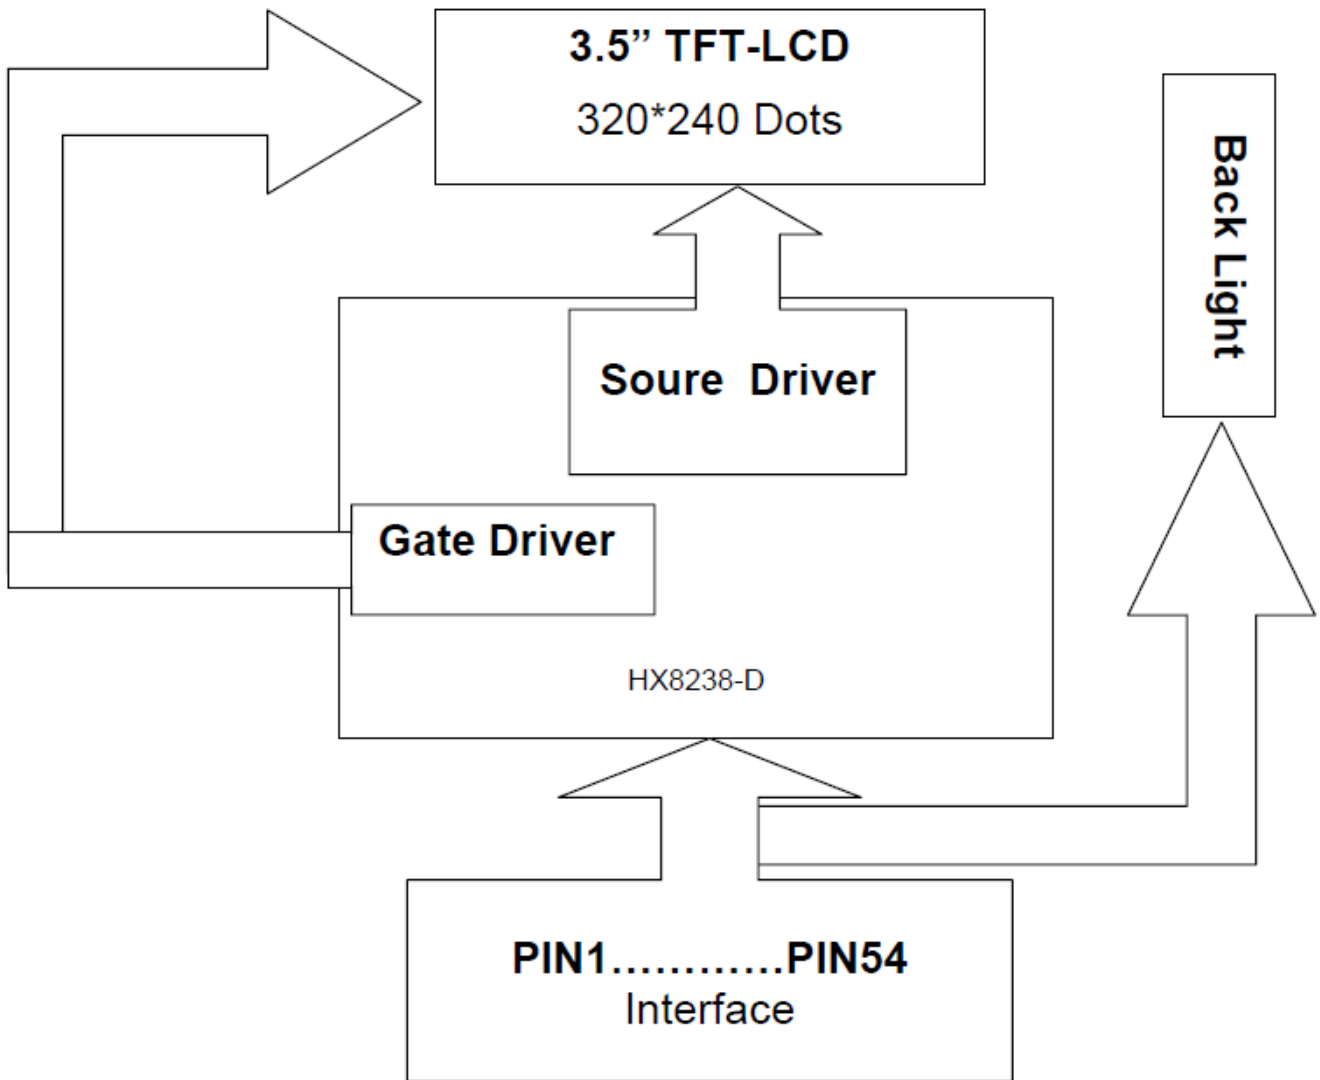 3.5” TFT-LCD
320*240 Dots
Back Light
Soure Driver
Gate Driver
HX8238-D
PIN1…………PIN54
Interface